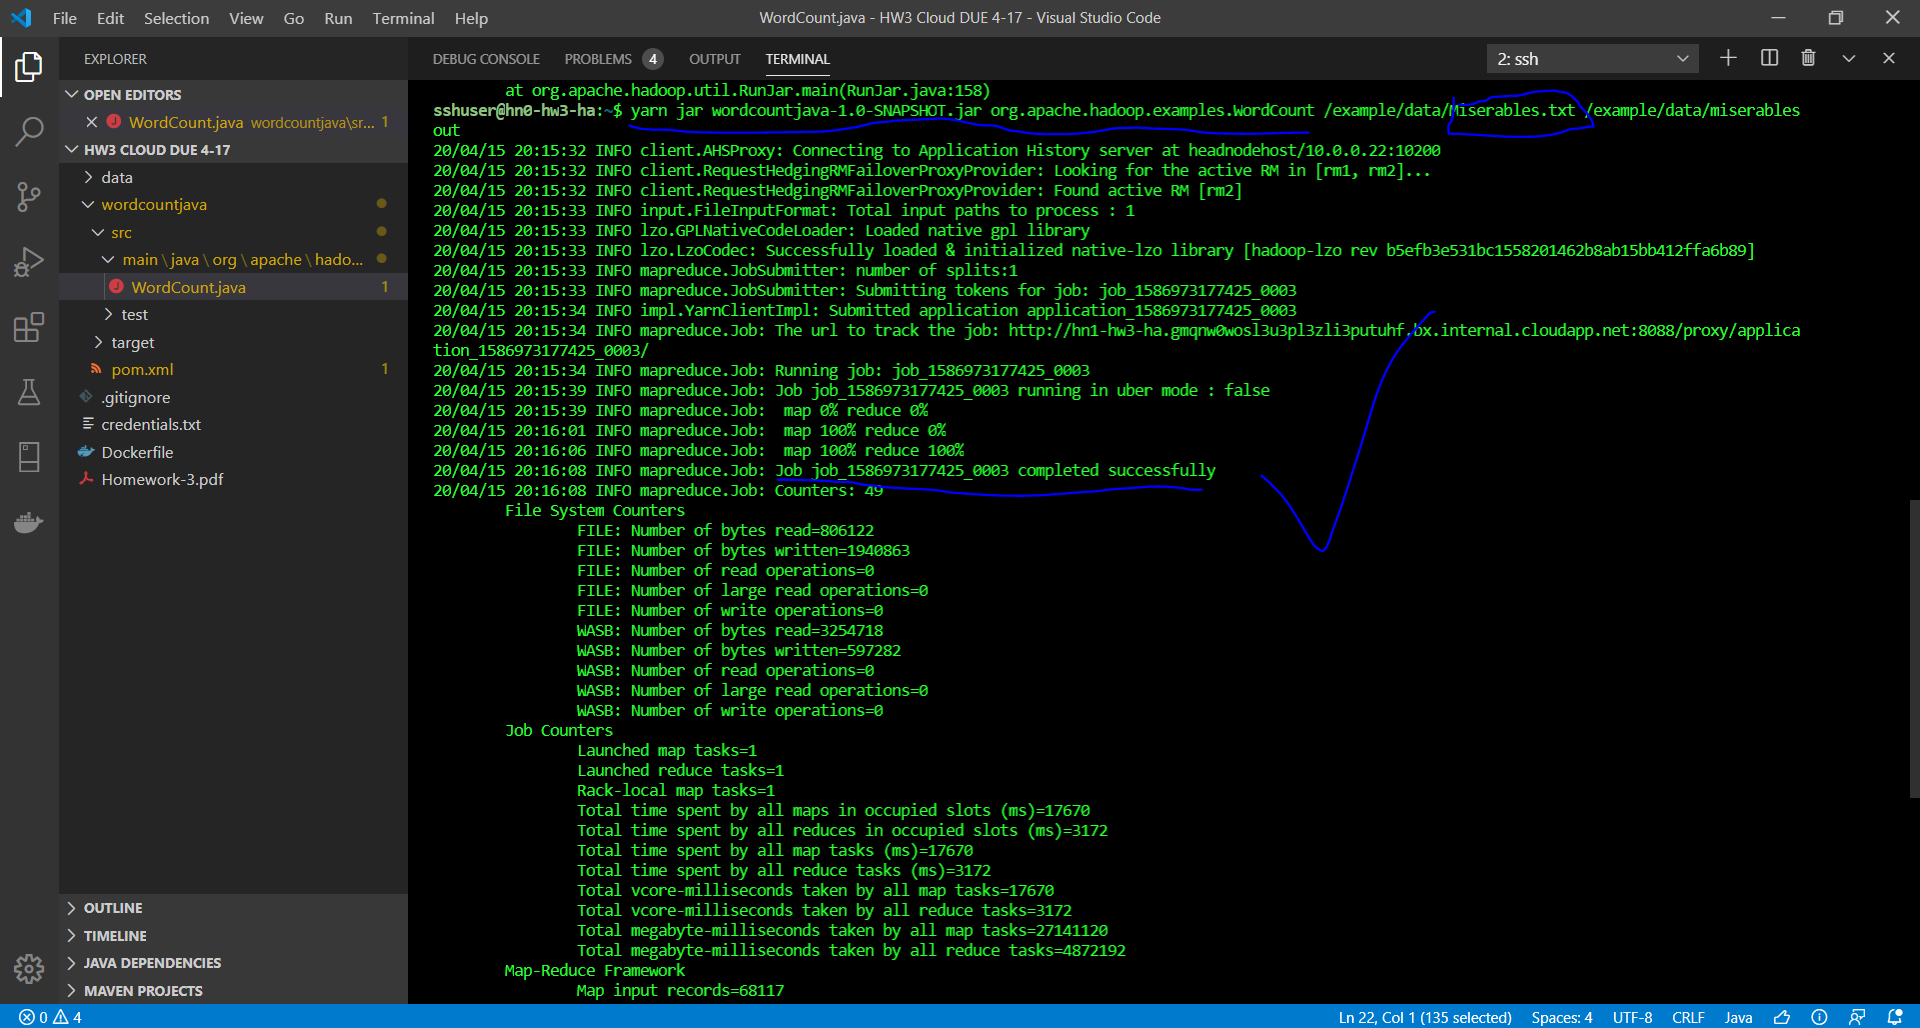 File Edit Selection View Go Run Terminal Help
WordCount.java - HW3 Cloud DUE 4-17 - Visual Studio Code
EXPLORER
OPEN EDITORS
WordCount.java wordcountjava\sr... 1
HW3 CLOUD DUE 4-17
data
wordcountjava
src
main\java\org\apache\hado...
WordCount.java 1
test
target
pom.xml 1
.gitignore
credentials.txt
Dockerfile
Homework-3.pdf
OUTLINE
TIMELINE
JAVA DEPENDENCIES
MAVEN PROJECTS
DEBUG CONSOLE PROBLEMS 4 OUTPUT TERMINAL
2: ssh
at org.apache.hadoop.util.RunJar.main(RunJar.java:158)
sshuser@hn0-hw3-ha:~$ yarn jar wordcountjava-1.0-SNAPSHOT.jar org.apache.hadoop.examples.WordCount /example/data/Miserables.txt /example/data/miserables
out
20/04/15 20:15:32 INFO client.AHSProxy: Connecting to Application History server at headnodehost/10.0.0.22:10200
20/04/15 20:15:32 INFO client.RequestHedgingRMFailoverProxyProvider: Looking for the active RM in [rm1, rm2]...
20/04/15 20:15:32 INFO client.RequestHedgingRMFailoverProxyProvider: Found active RM [rm2]
20/04/15 20:15:33 INFO input.FileInputFormat: Total input paths to process : 1
20/04/15 20:15:33 INFO lzo.GPLNativeCodeLoader: Loaded native gpl library
20/04/15 20:15:33 INFO lzo.LzoCodec: Successfully loaded & initialized native-lzo library [hadoop-lzo rev b5efb3e531bc1558201462b8ab15bb412ffa6b89]
20/04/15 20:15:33 INFO mapreduce.JobSubmitter: number of splits:1
20/04/15 20:15:33 INFO mapreduce.JobSubmitter: Submitting tokens for job: job_1586973177425_0003
20/04/15 20:15:34 INFO impl.YarnClientImpl: Submitted application application_1586973177425_0003
20/04/15 20:15:34 INFO mapreduce.Job: The url to track the job: http://hn1-hw3-ha.gmqnw0wosl3u3pl3zli3putuhf.bx.internal.cloudapp.net:8088/proxy/applica
tion_1586973177425_0003/
20/04/15 20:15:34 INFO mapreduce.Job: Running job: job_1586973177425_0003
20/04/15 20:15:39 INFO mapreduce.Job: Job job_1586973177425_0003 running in uber mode : false
20/04/15 20:15:39 INFO mapreduce.Job:  map 0% reduce 0%
20/04/15 20:16:01 INFO mapreduce.Job:  map 100% reduce 0%
20/04/15 20:16:06 INFO mapreduce.Job:  map 100% reduce 100%
20/04/15 20:16:08 INFO mapreduce.Job: Job job_1586973177425_0003 completed successfully
20/04/15 20:16:08 INFO mapreduce.Job: Counters: 49
File System Counters
FILE: Number of bytes read=806122
FILE: Number of bytes written=1940863
FILE: Number of read operations=0
FILE: Number of large read operations=0
FILE: Number of write operations=0
WASB: Number of bytes read=3254718
WASB: Number of bytes written=597282
WASB: Number of read operations=0
WASB: Number of large read operations=0
WASB: Number of write operations=0
Job Counters
Launched map tasks=1
Launched reduce tasks=1
Rack-local map tasks=1
Total time spent by all maps in occupied slots (ms)=17670
Total time spent by all reduces in occupied slots (ms)=3172
Total time spent by all map tasks (ms)=17670
Total time spent by all reduce tasks (ms)=3172
Total vcore-milliseconds taken by all map tasks=17670
Total vcore-milliseconds taken by all reduce tasks=3172
Total megabyte-milliseconds taken by all map tasks=27141120
Total megabyte-milliseconds taken by all reduce tasks=4872192
Map-Reduce Framework
Map input records=68117
0 4
Ln 22, Col 1 (135 selected) Spaces: 4 UTF-8 CRLF Java